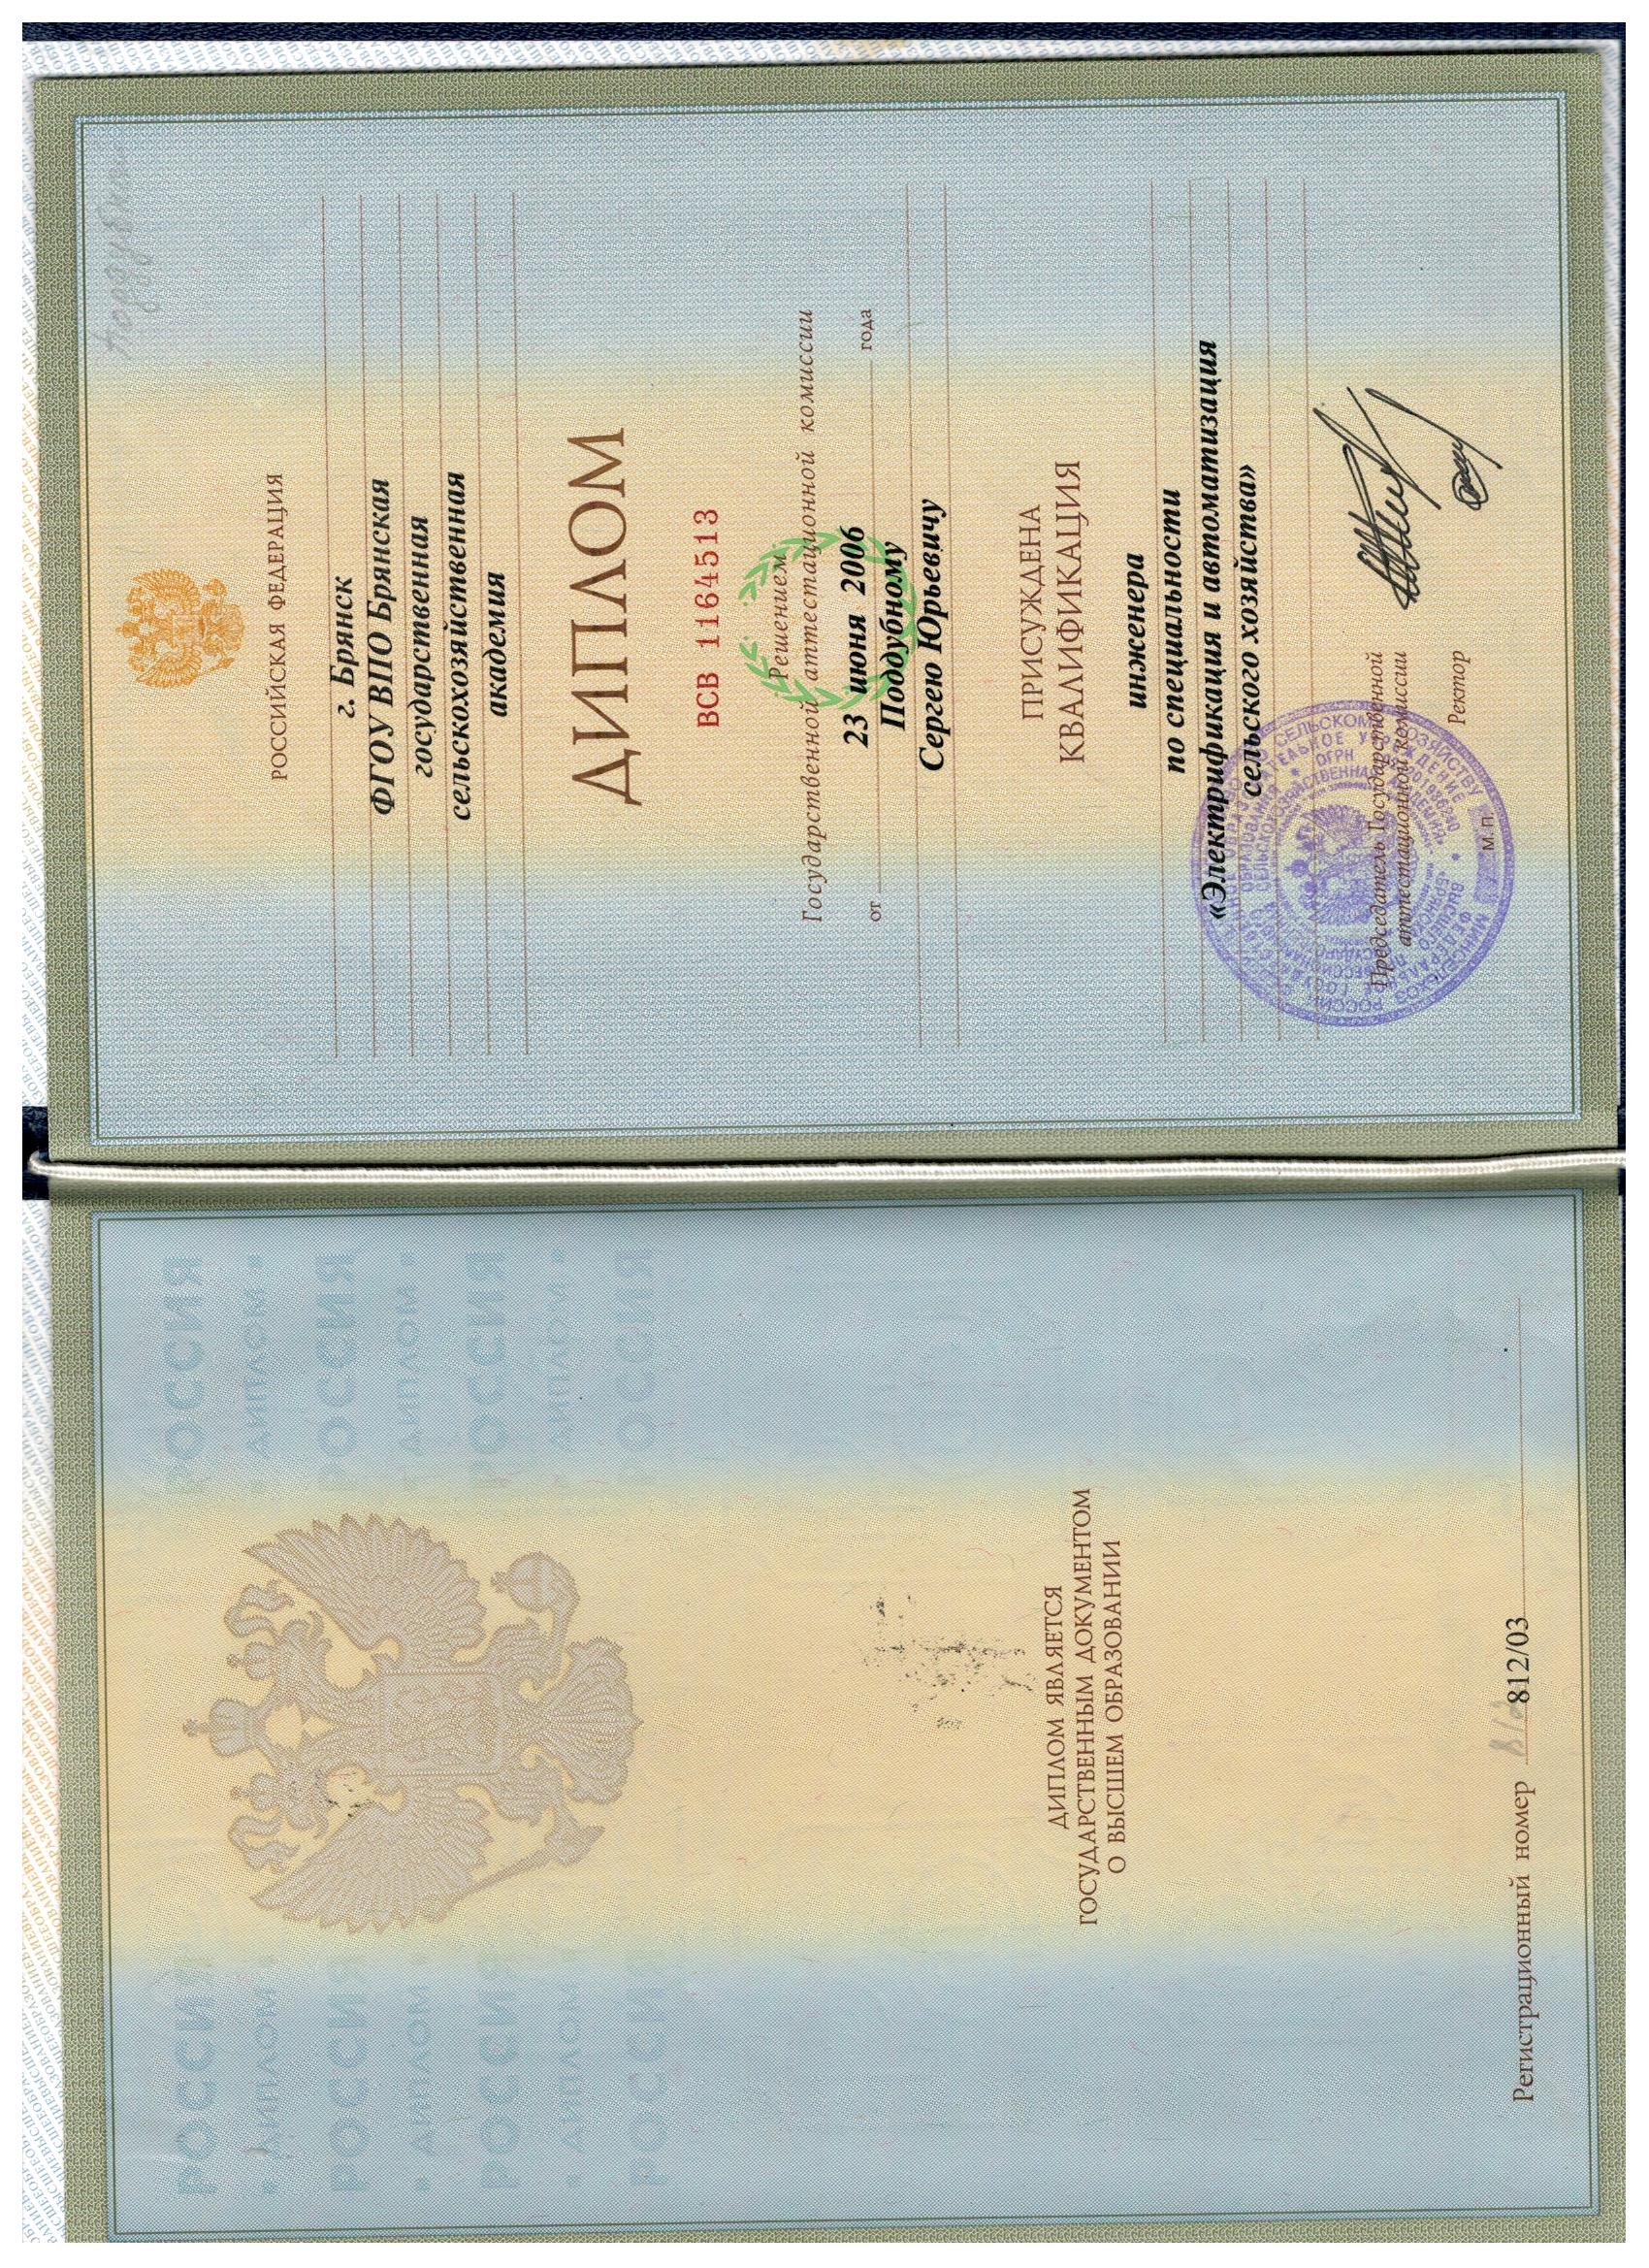 РОССИЯ
• ДИПЛОМ •
РОССИЯ
• ДИПЛОМ •
РОССИЯ
• ДИПЛОМ •
РОССИЯ
ДИПЛОМ ЯВЛЯЕТСЯ
ГОСУДАРСТВЕННЫМ ДОКУМЕНТОМ
О ВЫСШЕМ ОБРАЗОВАНИИ
Регистрационный номер 812/03
РОССИЙСКАЯ ФЕДЕРАЦИЯ
г. Брянск
ФГОУ ВПО Брянская
государственная
сельскохозяйственная
академия
ДИПЛОМ
ВСВ 1164513
Решением
Государственной аттестационной комиссии
от 23 июня 2006 года
Поддубному
Сергею Юрьевичу
ПРИСУЖДЕНА
КВАЛИФИКАЦИЯ
инженера
по специальности
«Электрификация и автоматизация
сельского хозяйства»
Председатель Государственной
аттестационной комиссии
Ректор
М. П.